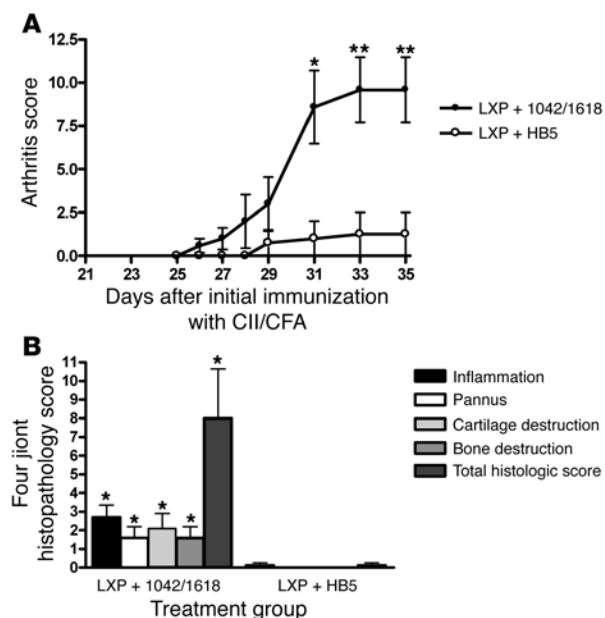 A
12.5
10.0
7.5
5.0
2.5
0.0
Arthritis score
* ** **
LXP + 1042/1618
LXP + HB5
21 23 25 27 29 31 33 35
Days after initial immunization
with CII/CFA
B
11
10
9
8
7
6
5
4
3
3
2
2
1
0
Four jiont
histopathology score
* * * * *
Inflammation
Pannus
Cartilage destruction
Bone destruction
Total histologic score
LXP + 1042/1618 LXP + HB5
Treatment group